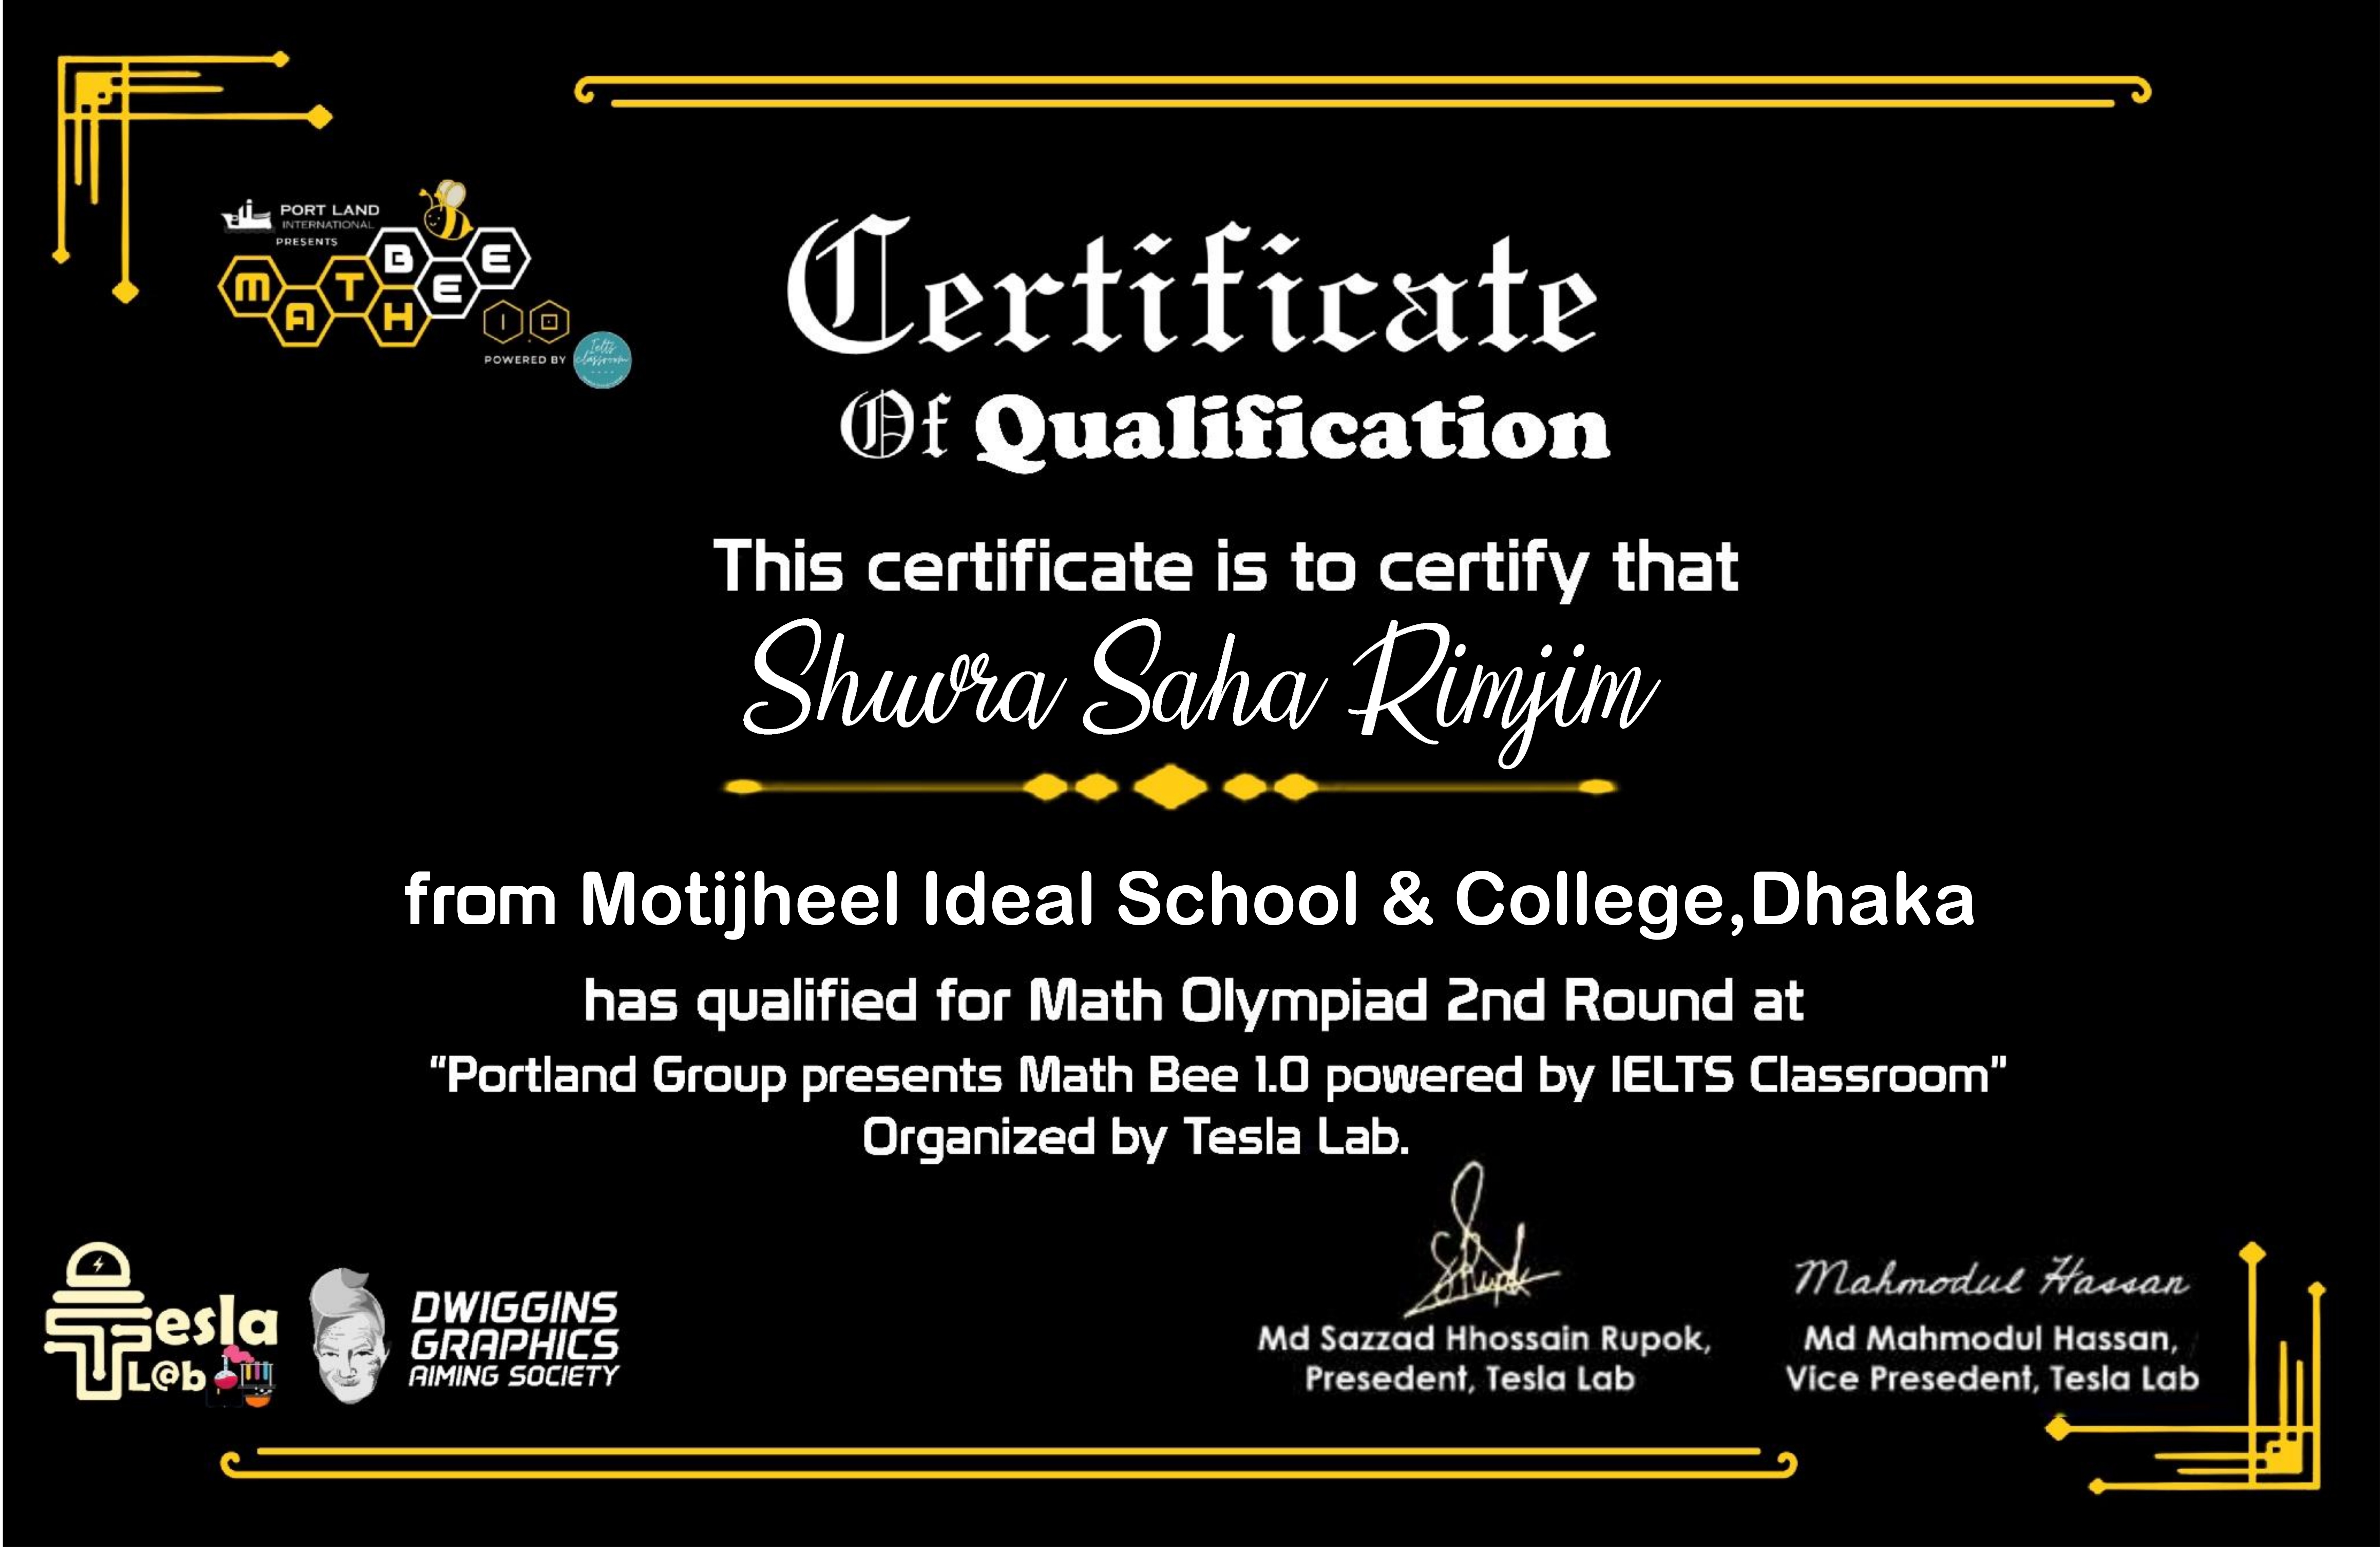 PORT LAND
INTERNATIONAL
PRESENTS
MATH BEE
1.0
POWERED BY
Ielts
classroom
Certificate
Of Qualification
This certificate is to certify that
Shuvra Saha Rimjim
from Motijheel Ideal School & College,Dhaka
has qualified for Math Olympiad 2nd Round at
“Portland Group presents Math Bee 1.0 powered by IELTS Classroom”
Organized by Tesla Lab.
Tesla
L@b
DWIGGINS
GRAPHICS
AIMING SOCIETY
Mahmodul Hassan
Md Sazzad Hhossain Rupok,
Presedent, Tesla Lab
Md Mahmodul Hassan,
Vice Presedent, Tesla Lab